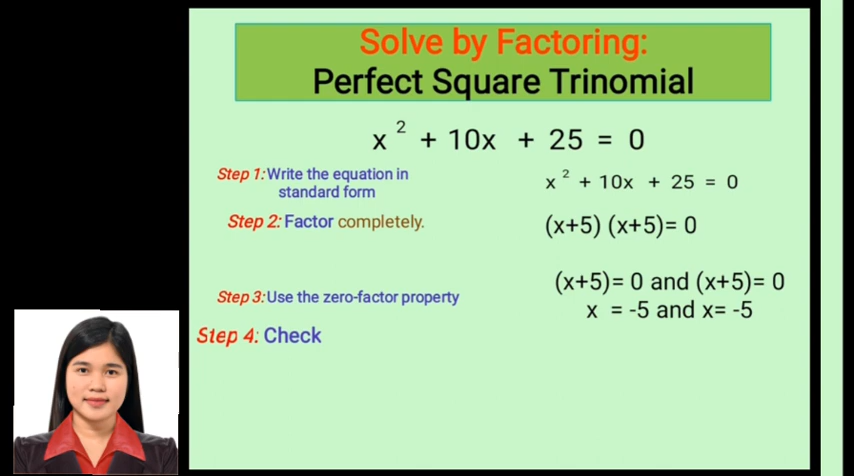 Solve by Factoring:
Perfect Square Trinomial
x² + 10x + 25 = 0
Step 1: Write the equation in
standard form
x² + 10x + 25 = 0
Step 2: Factor completely.
(x+5) (x+5)= 0
Step 3: Use the zero-factor property
(x+5)= 0 and (x+5)= 0
x = -5 and x= -5
Step 4: Check